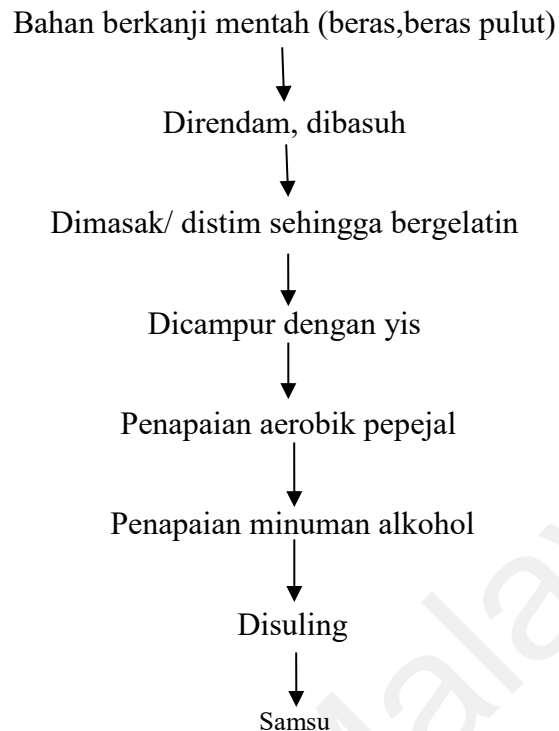 Bahan berkanji mentah (beras,beras pulut)
Direndam, dibasuh
Dimasak/ distim sehingga bergelatin
Dicampur dengan yis
Penapaian aerobik pepejal
Penapaian minuman alkohol
Disuling
Samsu
Malay